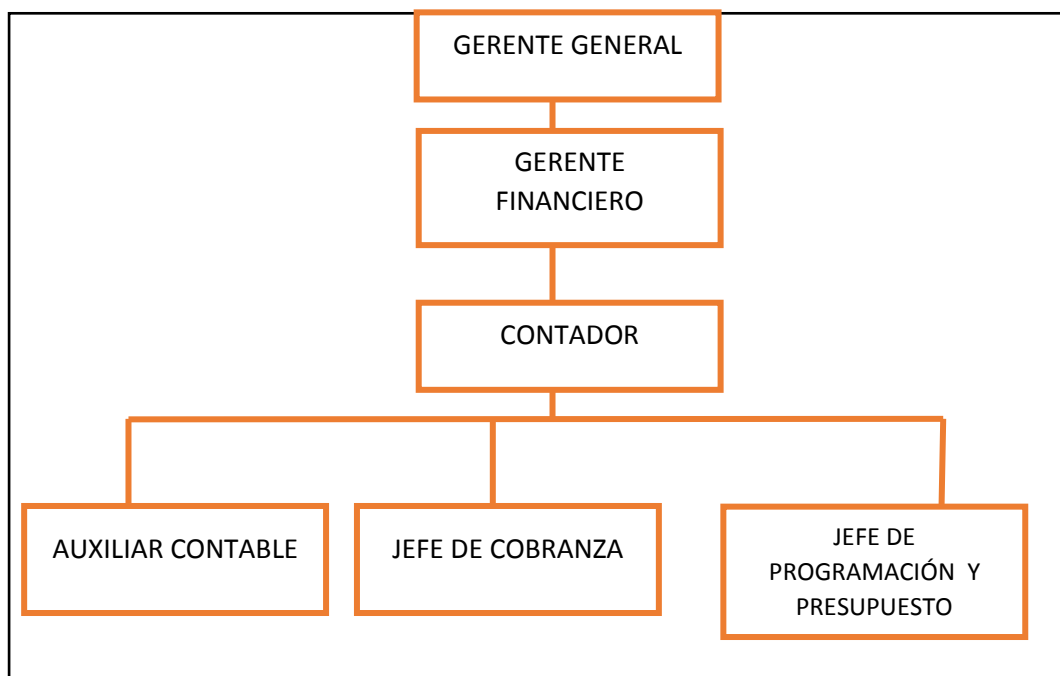 GERENTE GENERAL
GERENTE
FINANCIERO
CONTADOR
AUXILIAR CONTABLE
JEFE DE COBRANZA
JEFE DE
PROGRAMACIÓN Y
PRESUPUESTO